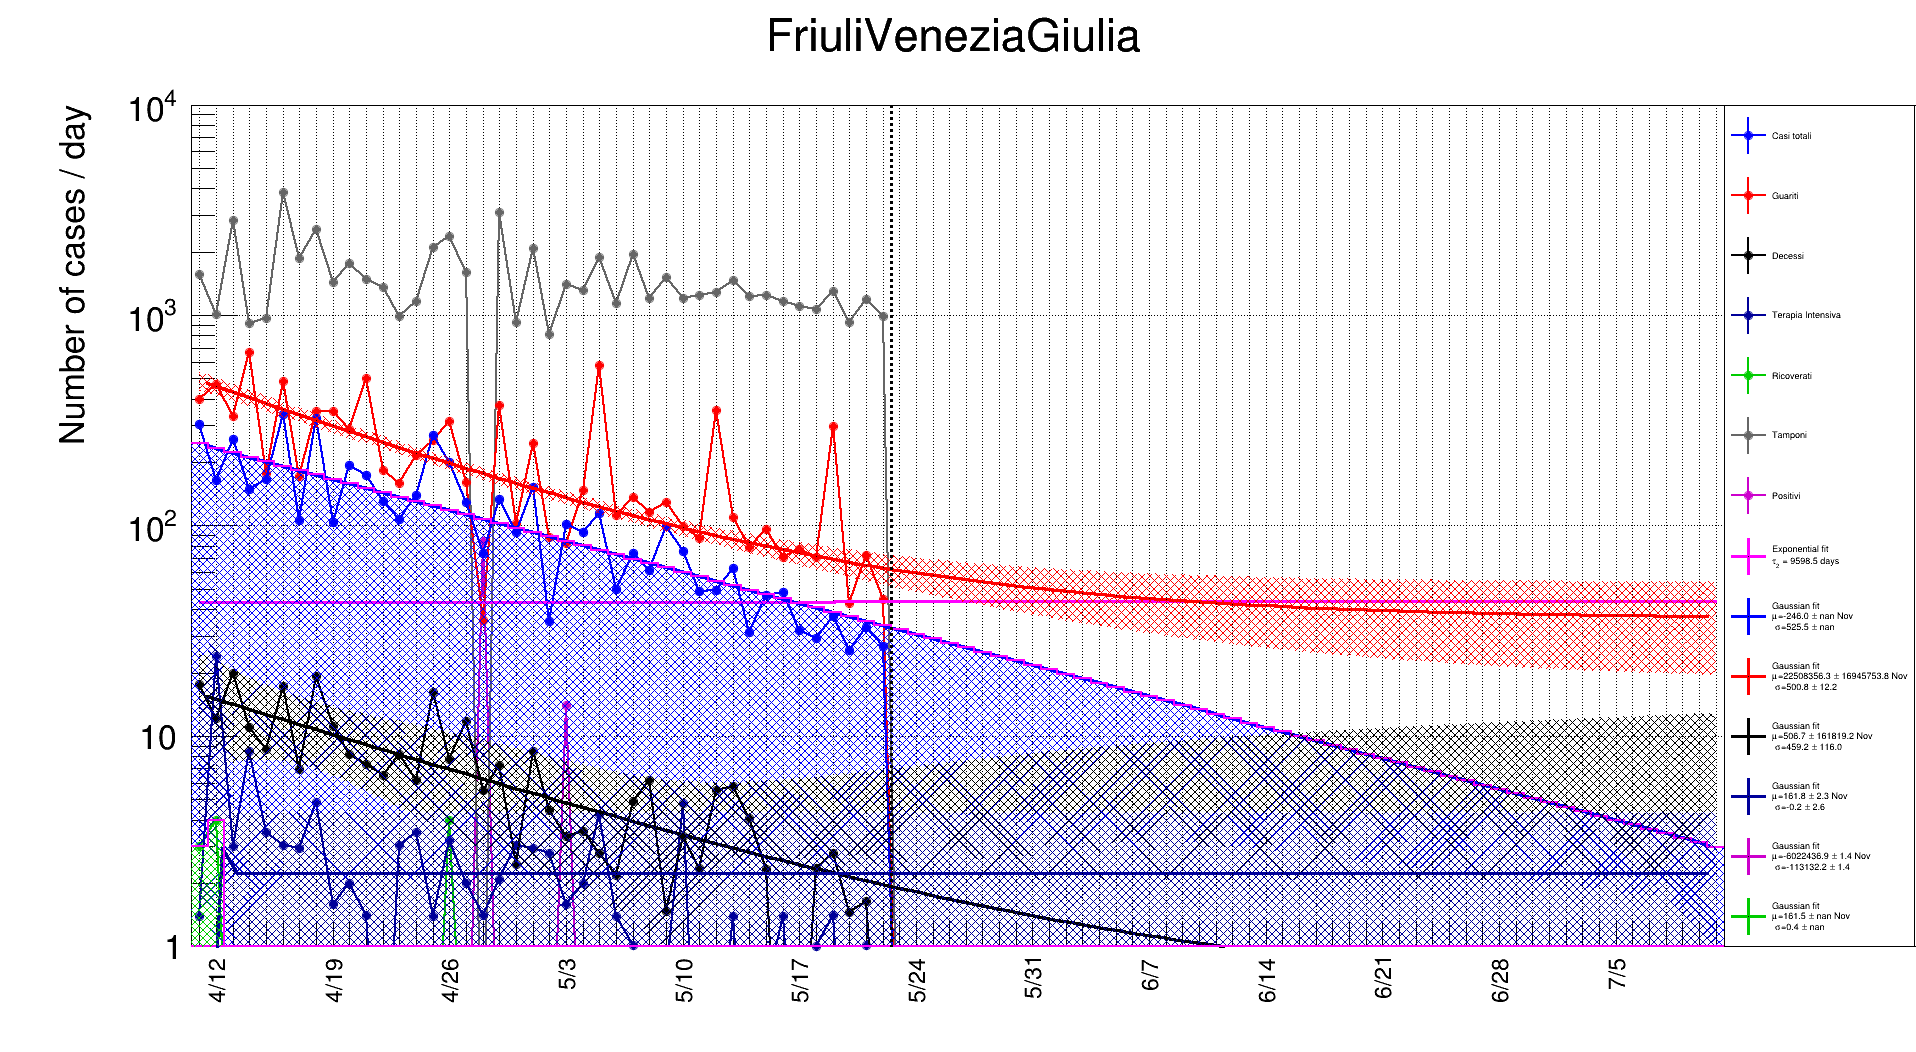 FriuliVeneziaGiulia
Number of cases / day
10^4
10^3
10^2
10
1
4/12
4/19
4/26
5/3
5/10
5/17
5/24
5/31
6/7
6/14
6/21
6/28
7/5
Casi totali
Guariti
Decessi
Terapia Intensiva
Ricoverati
Tamponi
Positivi
Exponential fit
τ_2 = 9598.5 days
Gaussian fit
μ=-246.0 ± nan Nov
σ=525.5 ± nan
Gaussian fit
μ=22508356.3 ± 16945753.8 Nov
σ=500.8 ± 12.2
Gaussian fit
μ=506.7 ± 161819.2 Nov
σ=459.2 ± 116.0
Gaussian fit
μ=161.8 ± 2.3 Nov
σ=-0.2 ± 2.6
Gaussian fit
μ=-6022436.9 ± 1.4 Nov
σ=-113132.2 ± 1.4
Gaussian fit
μ=161.5 ± nan Nov
σ=0.4 ± nan